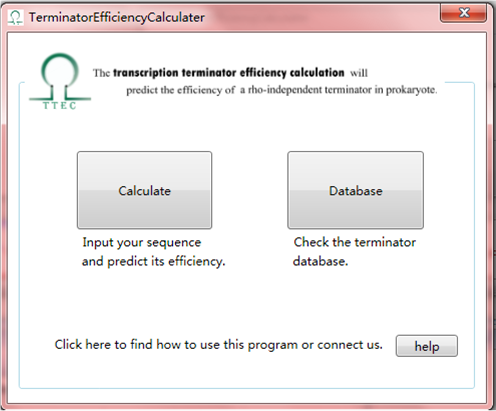 TerminatorEfficiencyCalculater
The transcription terminator efficiency calculation will
predict the efficiency of a rho-independent terminator in prokaryote.
TTEC
Calculate
Database
Input your sequence
and predict its efficiency.
Check the terminator
database.
Click here to find how to use this program or connect us.
help